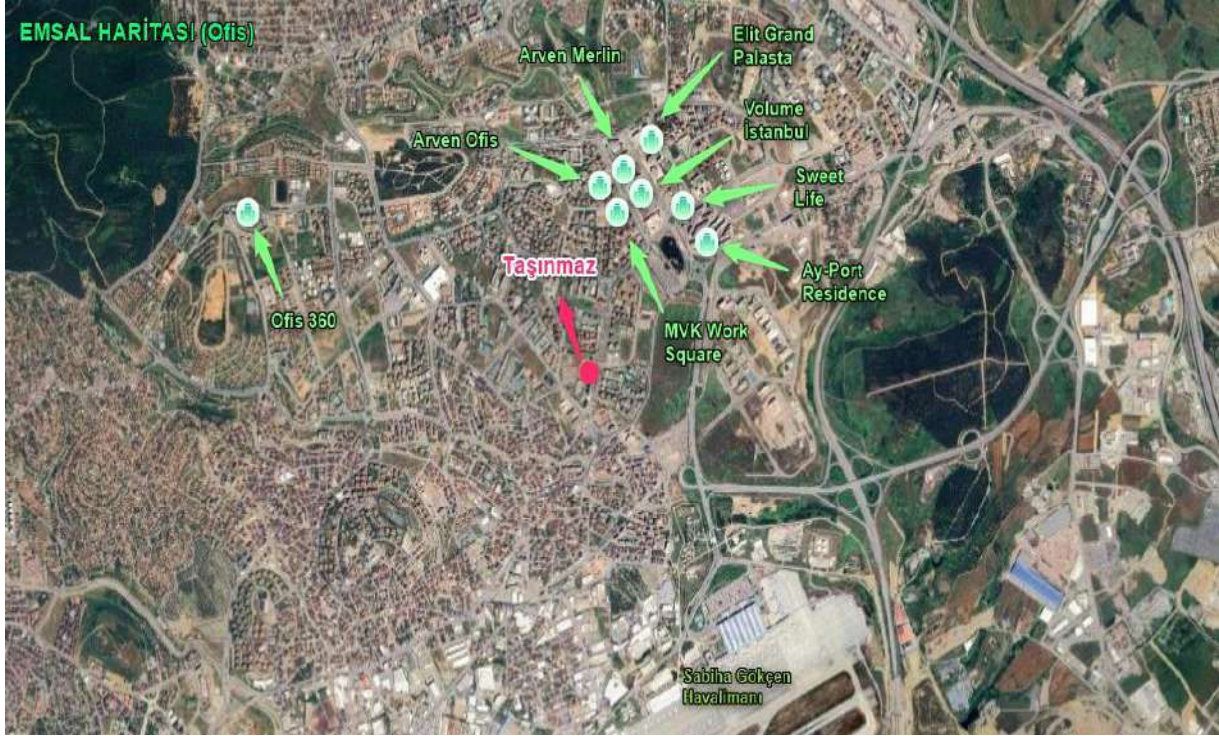 EMSAL HARİTASI (Ofis)
Elit Grand
Palasta
Arven Merlin
Volume
İstanbul
Arven Ofis
Sweet
Life
Taşınmaz
Ay-Port
Residence
Ofis 360
MVK Work
Square
Sabiha Gökçen
Havalimanı